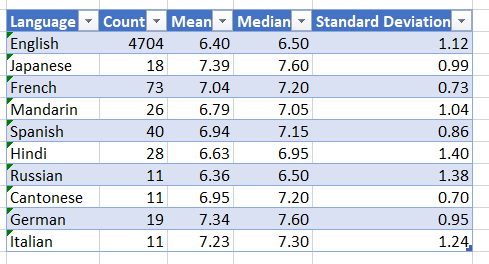 Language Count Mean Median Standard Deviation
English 4704 6.40 6.50 1.12
Japanese 18 7.39 7.60 0.99
French 73 7.04 7.20 0.73
Mandarin 26 6.79 7.05 1.04
Spanish 40 6.94 7.15 0.86
Hindi 28 6.63 6.95 1.40
Russian 11 6.36 6.50 1.38
Cantonese 11 6.95 7.20 0.70
German 19 7.34 7.60 0.95
Italian 11 7.23 7.30 1.24